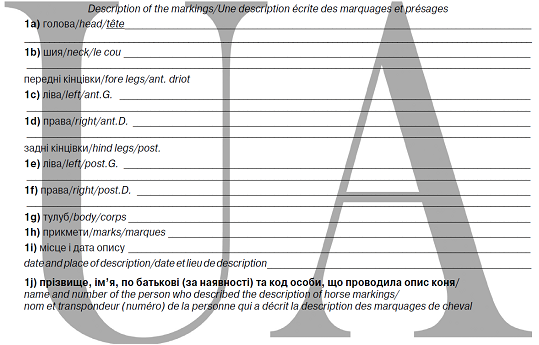 Description of the markings/Une description écrite des marquages et présages
1a) голова/head/tête
1b) шия/neck/le cou
передні кінцівки/fore legs/ant. driot
1c) ліва/left/ant.G.
1d) права/right/ant.D.
задні кінцівки/hind legs/post.
1e) ліва/left/post.G.
1f) права/right/post.D.
1g) тулуб/body/corps
1h) прикмети/marks/marques
1i) місце і дата опису
date and place of description/date et lieu de description
1j) прізвище, ім’я, по батькові (за наявності) та код особи, що проводила опис коня/
name and number of the person who described the description of horse markings/
nom et transpondeur (numéro) de la personne qui a décrit la description des marquages de cheval
UA